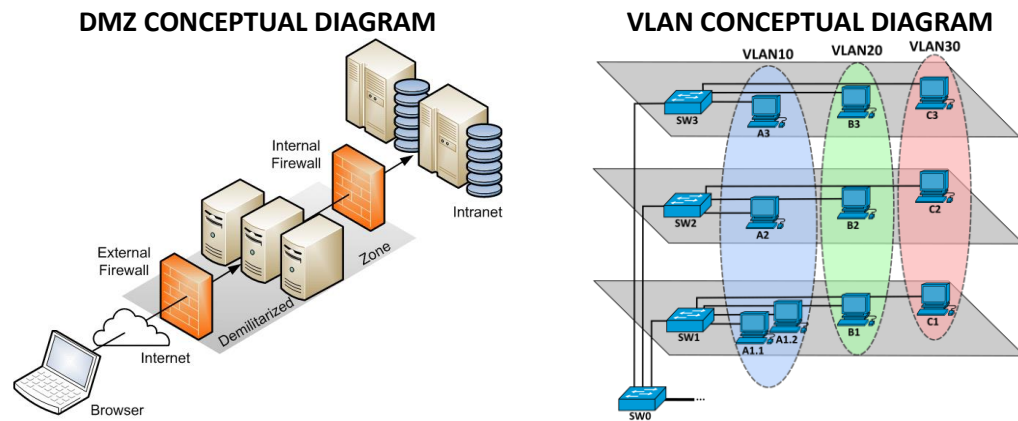 DMZ CONCEPTUAL DIAGRAM
Internal
Firewall
Intranet
External
Firewall
Demilitarized
Zone
Internet
Browser
VLAN CONCEPTUAL DIAGRAM
VLAN10
VLAN20
VLAN30
SW3
A3
B3
C3
SW2
A2
B2
C2
SW1
A1.1
A1.2
B1
C1
SW0
...